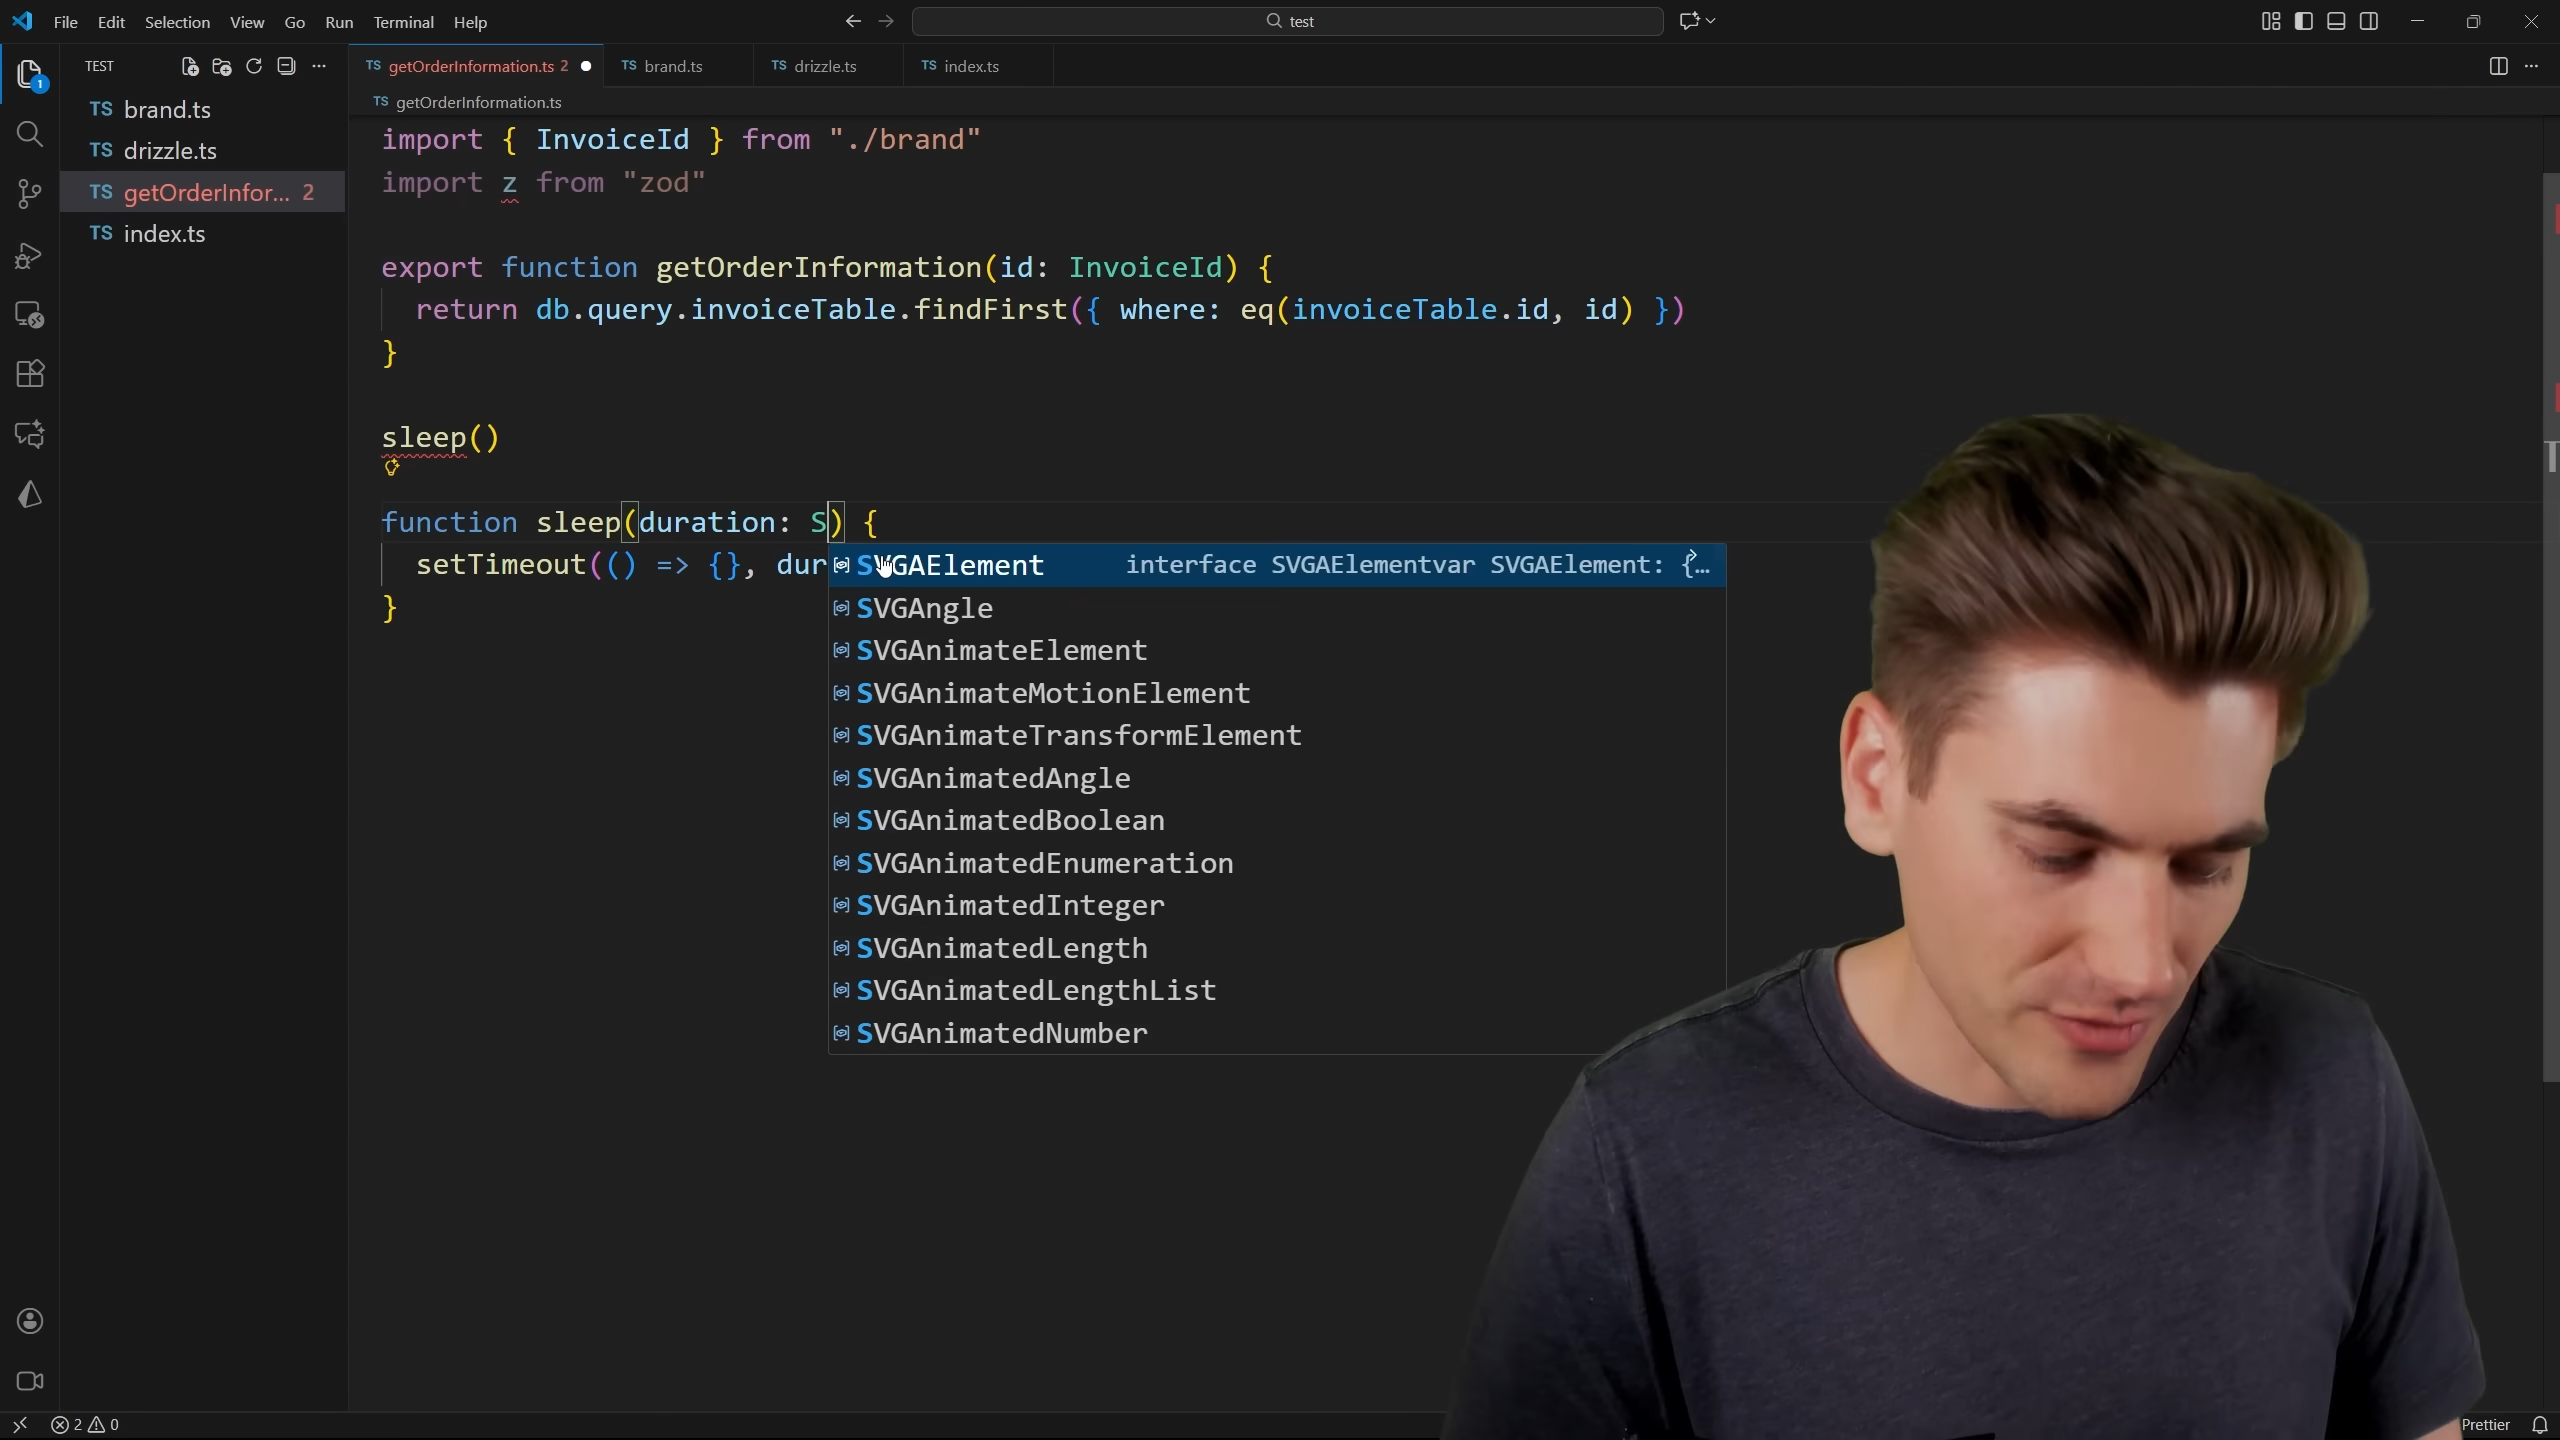 File Edit Selection View Go Run Terminal Help
test
TEST
TS getOrderInformation.ts 2
TS brand.ts
TS drizzle.ts
TS index.ts
1
TS brand.ts
TS drizzle.ts
TS getOrderInfor... 2
TS index.ts
TS getOrderInformation.ts
import { InvoiceId } from "./brand"
import z from "zod"
export function getOrderInformation(id: InvoiceId) {
return db.query.invoiceTable.findFirst({ where: eq(invoiceTable.id, id) })
}
sleep()
function sleep(duration: S) {
setTimeout(() => {}, dur
}
SVGAElement interface SVGAElementvar SVGAElement: {...
SVGAngle
SVGAnimateElement
SVGAnimateMotionElement
SVGAnimateTransformElement
SVGAnimatedAngle
SVGAnimatedBoolean
SVGAnimatedEnumeration
SVGAnimatedInteger
SVGAnimatedLength
SVGAnimatedLengthList
SVGAnimatedNumber
2 0
Prettier